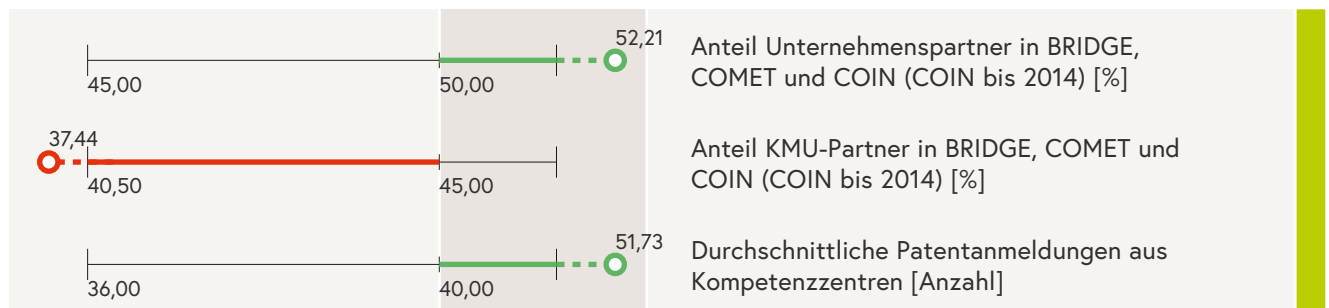 52,21
45,00
50,00
Anteil Unternehmenspartner in BRIDGE,
COMET und COIN (COIN bis 2014) [%]
37,44
40,50
45,00
Anteil KMU-Partner in BRIDGE, COMET und
COIN (COIN bis 2014) [%]
51,73
36,00
40,00
Durchschnittliche Patentanmeldungen aus
Kompetenzzentren [Anzahl]